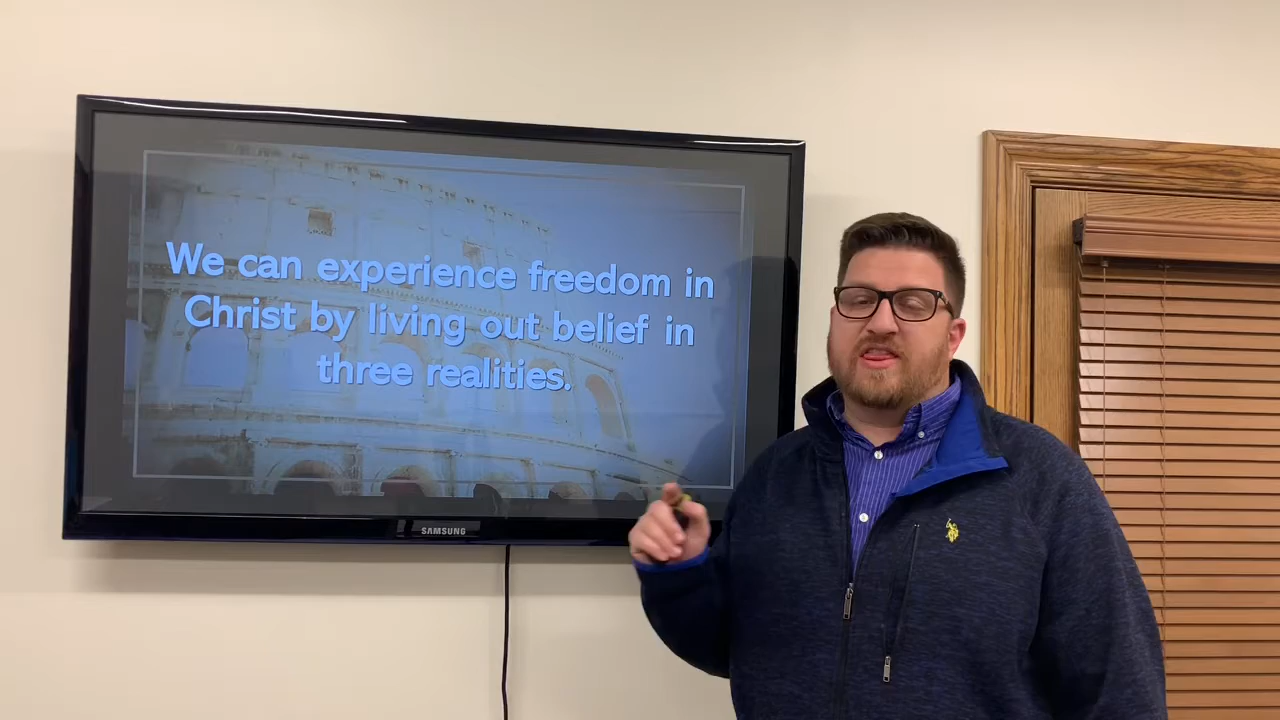 We can experience freedom in
Christ by living out belief in
three realities.
SAMSUNG